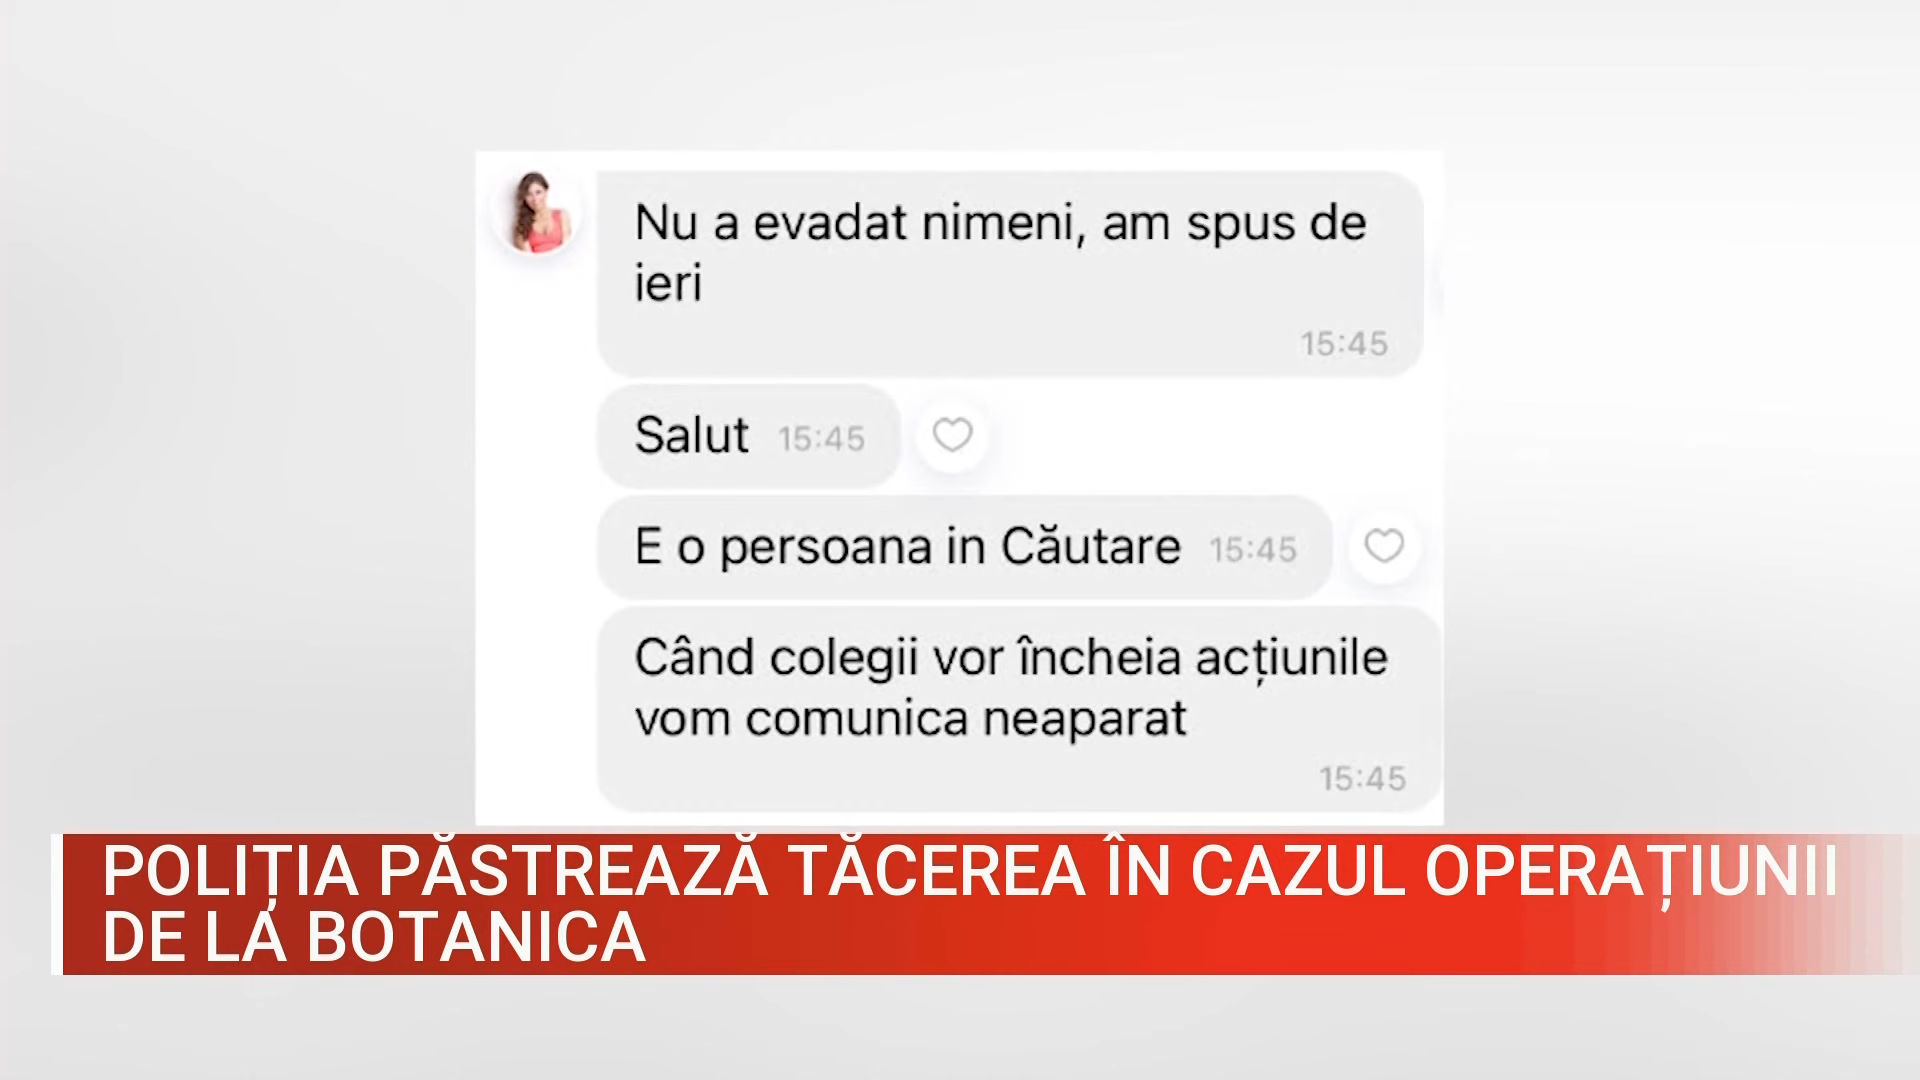 Nu a evadat nimeni, am spus de
ieri
15:45
Salut 15:45
E o persoana in Căutare 15:45
Când colegii vor încheia acțiunile
vom comunica neaparat
15:45
POLIȚIA PĂSTREAZĂ TĂCEREA ÎN CAZUL OPERAȚIUNII
DE LA BOTANICA